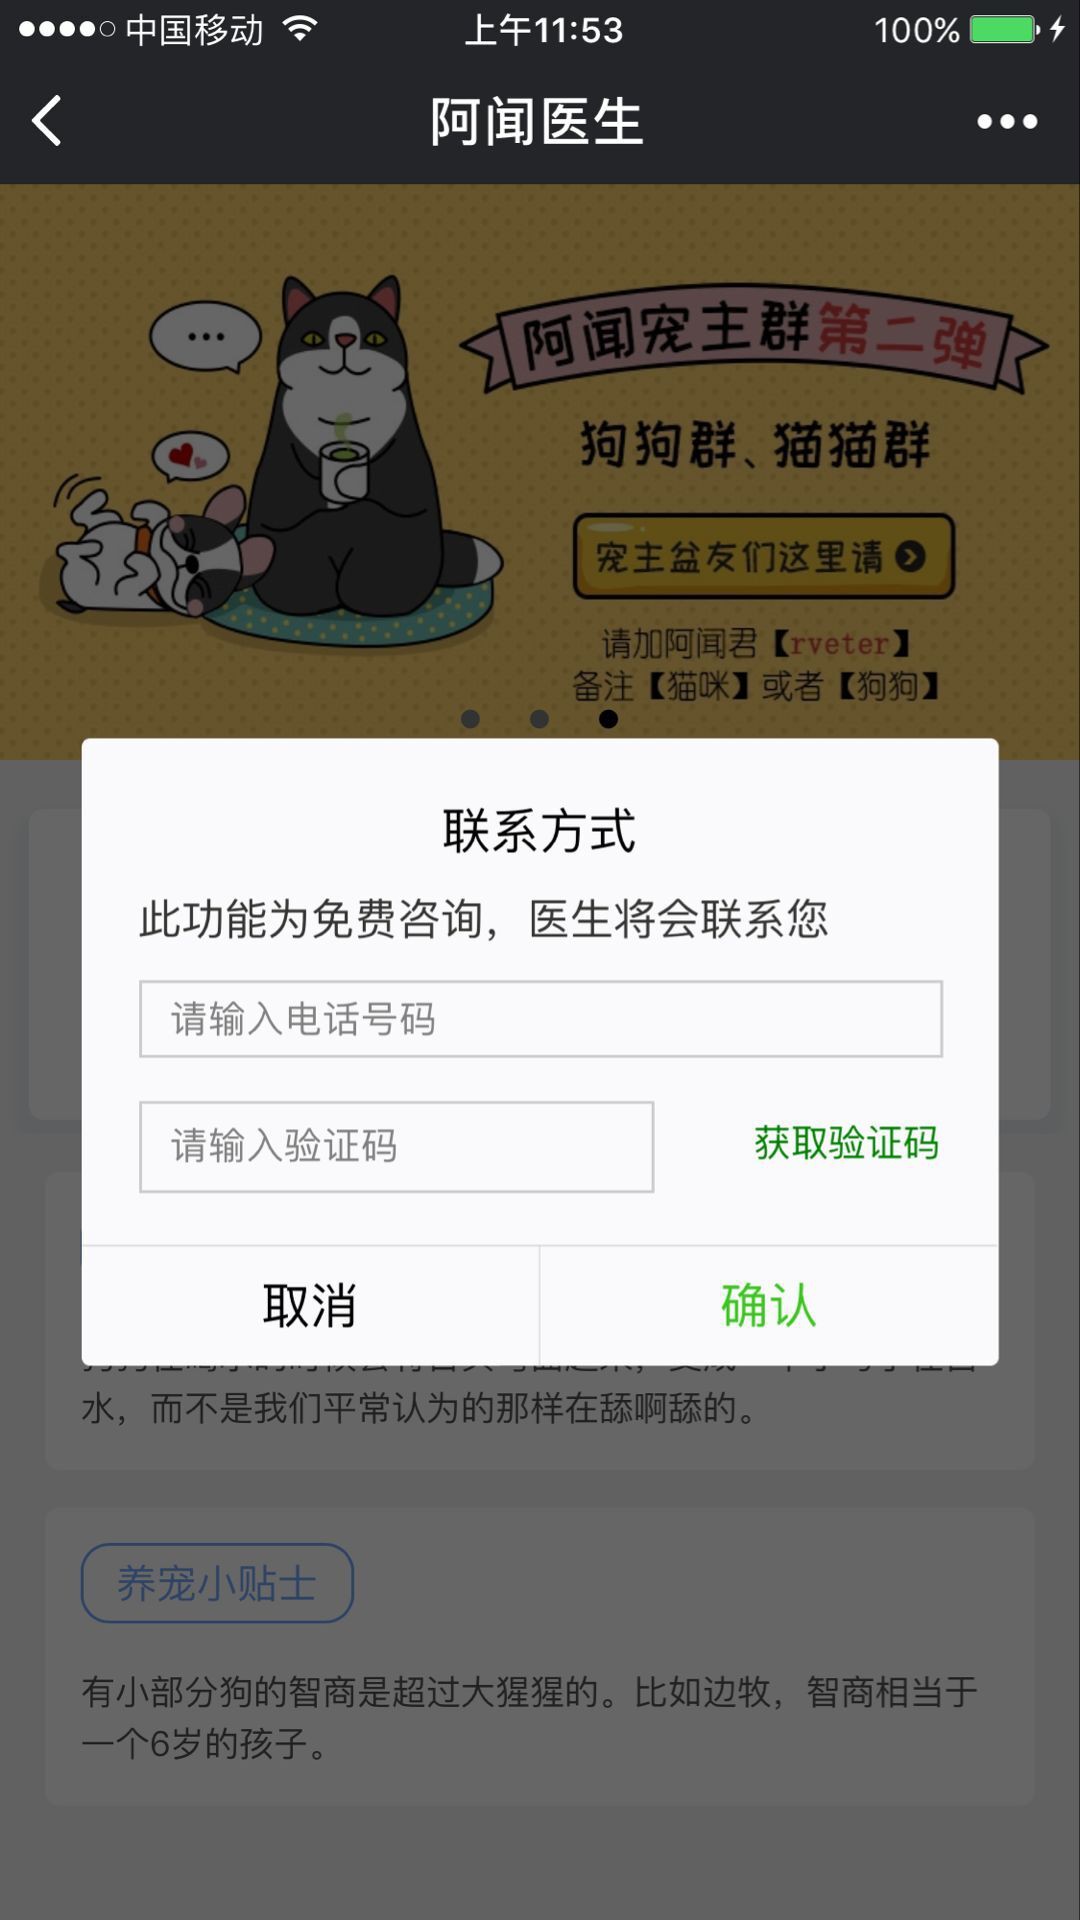 中国移动
上午11:53
100%
阿闻医生
阿闻宠主群第二弹
狗狗群、猫猫群
宠主盆友们这里请
请加阿闻君【rveter】
备注【猫咪】或者【狗狗】
联系方式
此功能为免费咨询，医生将会联系您
请输入电话号码
请输入验证码
获取验证码
取消
确认
水，而不是我们平常认为的那样在舔啊舔的。
养宠小贴士
有小部分狗的智商是超过大猩猩的。比如边牧，智商相当于
一个6岁的孩子。